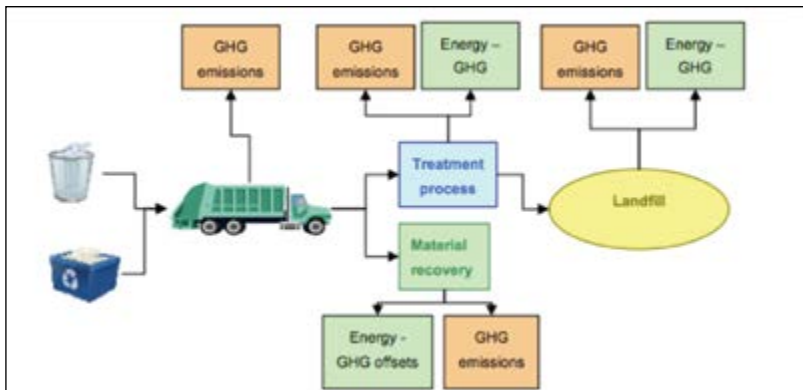 GHG
emissions
GHG
emissions
Energy –
GHG
GHG
emissions
Energy –
GHG
Treatment
process
Landfill
Material
recovery
Energy -
GHG offsets
GHG
emissions